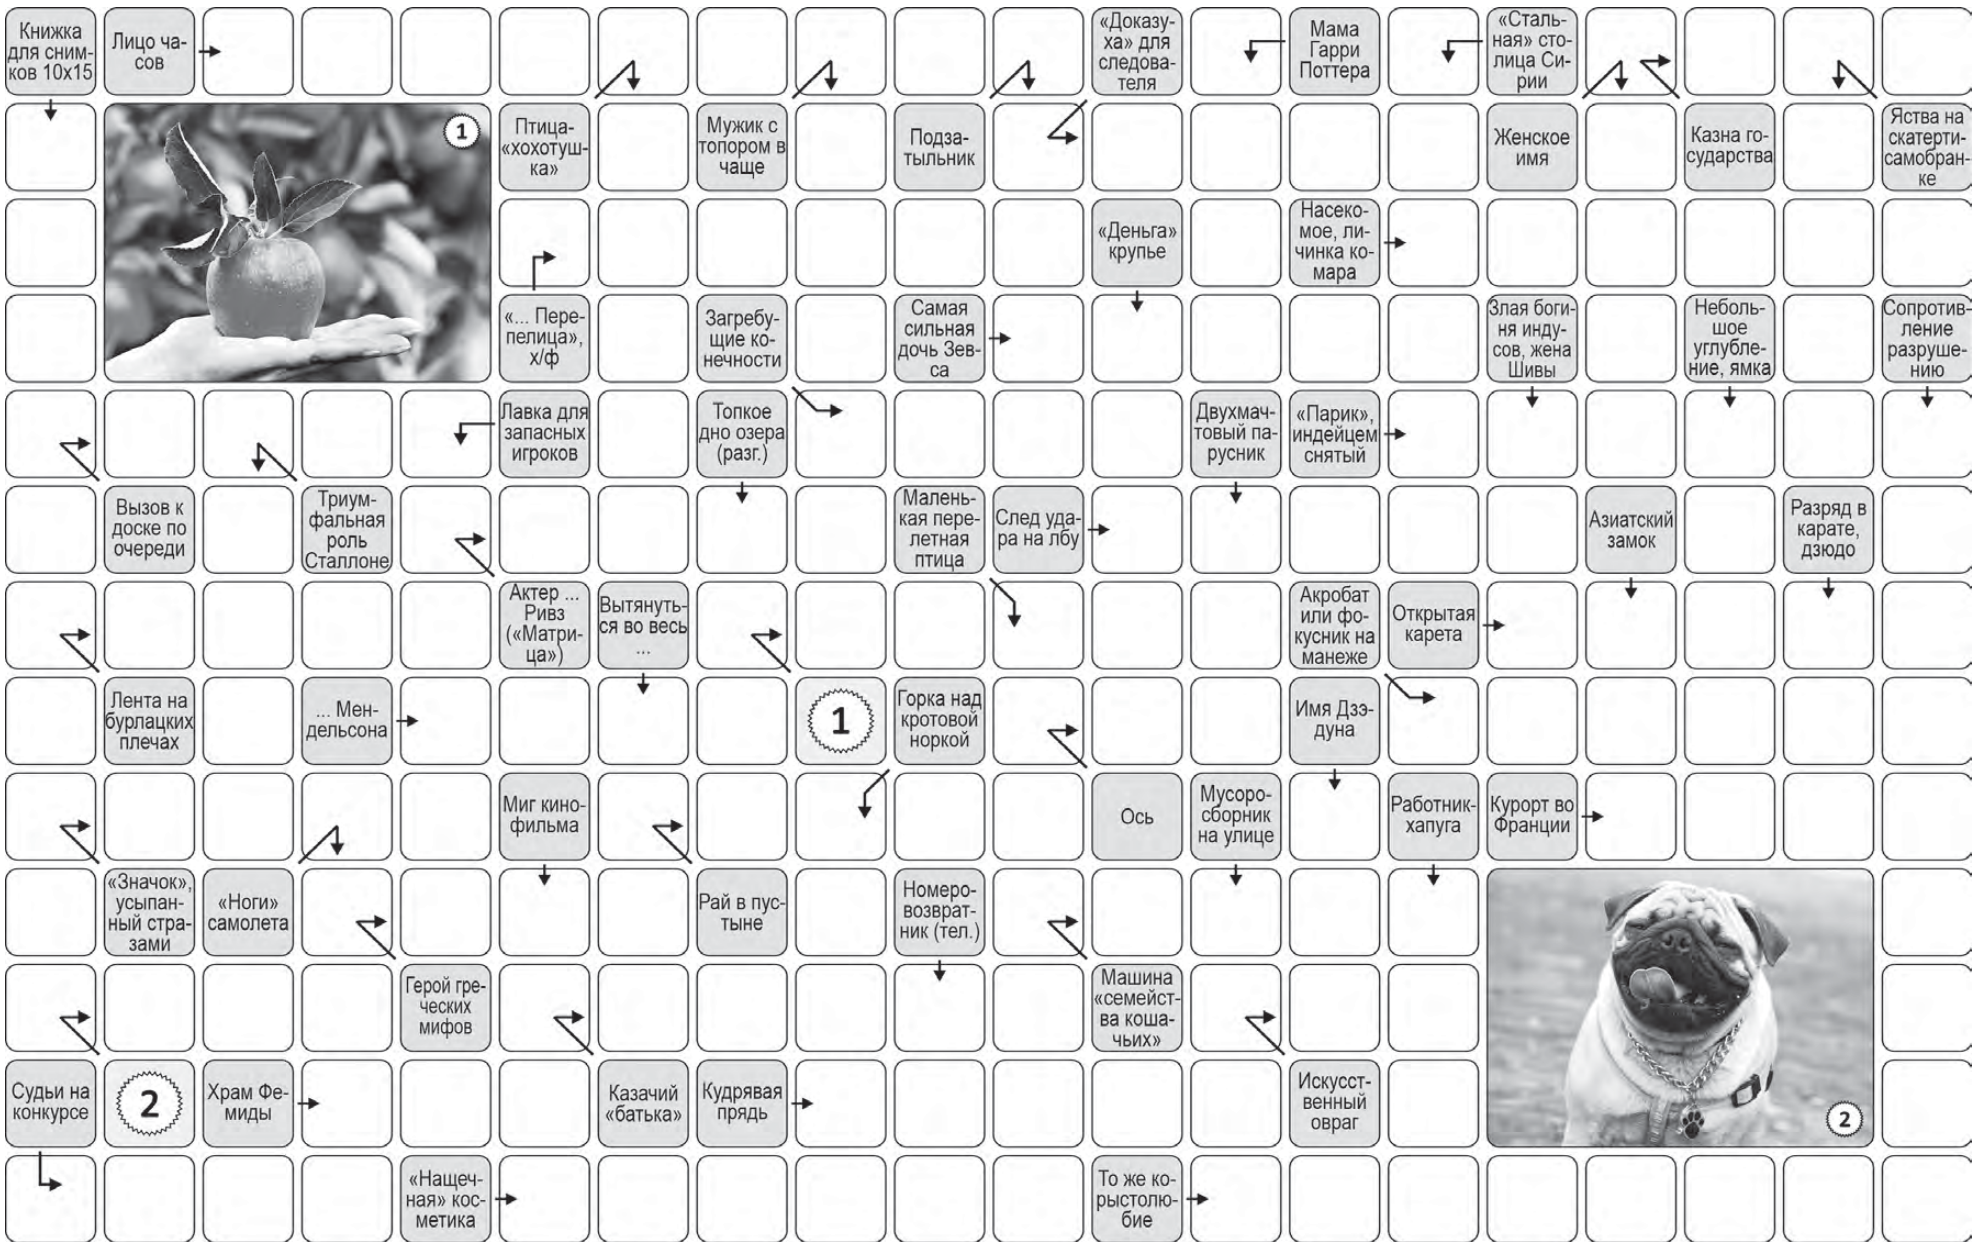 Книжка
для сним-
ков 10х15
Лицо ча-
сов
«Доказу-
ха» для
следова-
теля
Мама
Гарри
Поттера
«Сталь-
ная» сто-
лица Си-
рии
1
Птица-
«хохотуш-
ка»
Мужик с
топором в
чаще
Подза-
тыльник
Женское
имя
Казна го-
сударства
Яства на
скатерти-
самобран-
ке
«Деньга»
крупье
Насеко-
мое, ли-
чинка ко-
мара
«... Пере-
пелица»,
х/ф
Загребу-
щие ко-
нечности
Самая
сильная
дочь Зев-
са
Злая боги-
ня инду-
сов, жена
Шивы
Неболь-
шое
углубле-
ние, ямка
Сопротив-
ление
разруше-
нию
Лавка для
запасных
игроков
Топкое
дно озера
(разг.)
Двухмач-
товый па-
русник
«Парик»,
индейцем
снятый
Вызов к
доске по
очереди
Триум-
фальная
роль
Сталлоне
Малень-
кая пере-
летная
птица
След уда-
ра на лбу
Азиатский
замок
Разряд в
карате,
дзюдо
Актер ...
Ривз
(«Матри-
ца»)
Вытянуть-
ся во весь
...
Акробат
или фо-
кусник на
манеже
Открытая
карета
Лента на
бурлацких
плечах
... Мен-
дельсона
1
Горка над
кротовой
норкой
Имя Дзэ-
дуна
Миг кино-
фильма
Ось
Мусоро-
сборник
на улице
Работник-
хапуга
Курорт во
Франции
«Значок»,
усыпан-
ный стра-
зами
«Ноги»
самолета
Рай в пус-
тыне
Номеро-
возврат-
ник (тел.)
Герой гре-
ческих
мифов
Машина
«семейст-
ва коша-
чьих»
Судьи на
конкурсе
2
Храм Фе-
миды
Казачий
«батька»
Кудрявая
прядь
Искусст-
венный
овраг
2
«Нащеч-
ная» кос-
метика
То же ко-
рыстолю-
бие